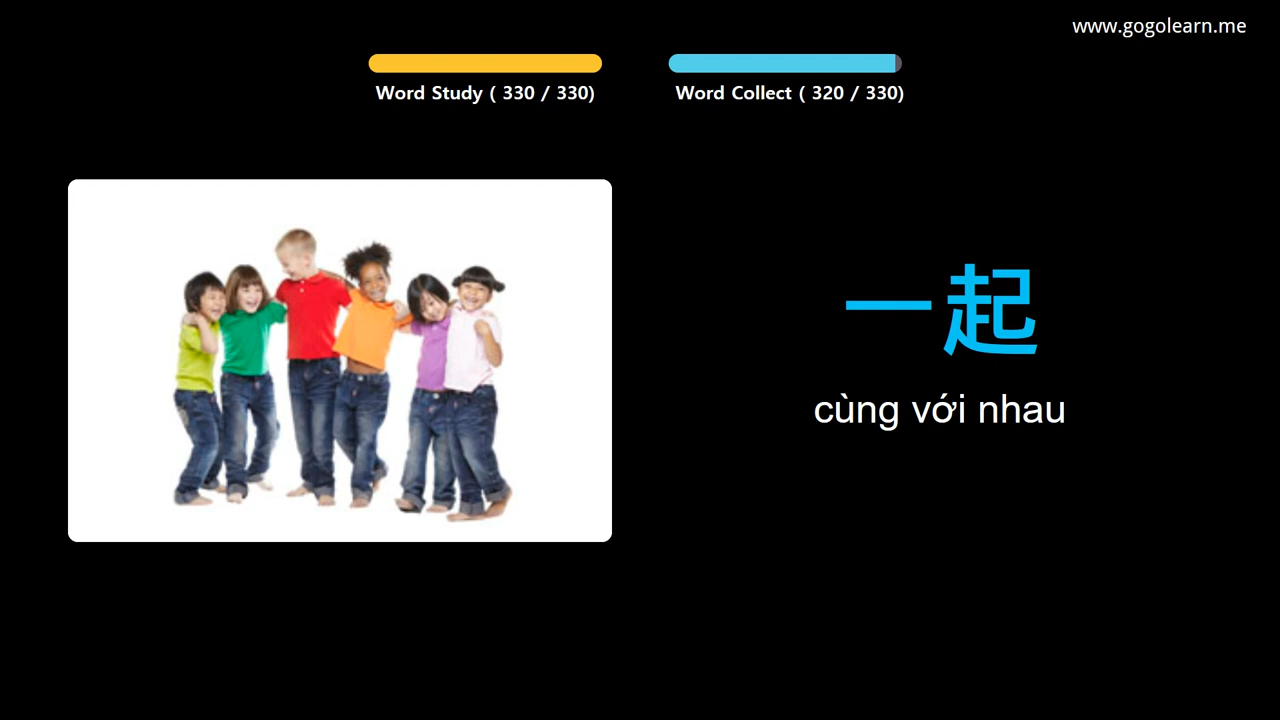 www.gogolearn.me
Word Study ( 330 / 330)
Word Collect ( 320 / 330)
一起
cùng với nhau